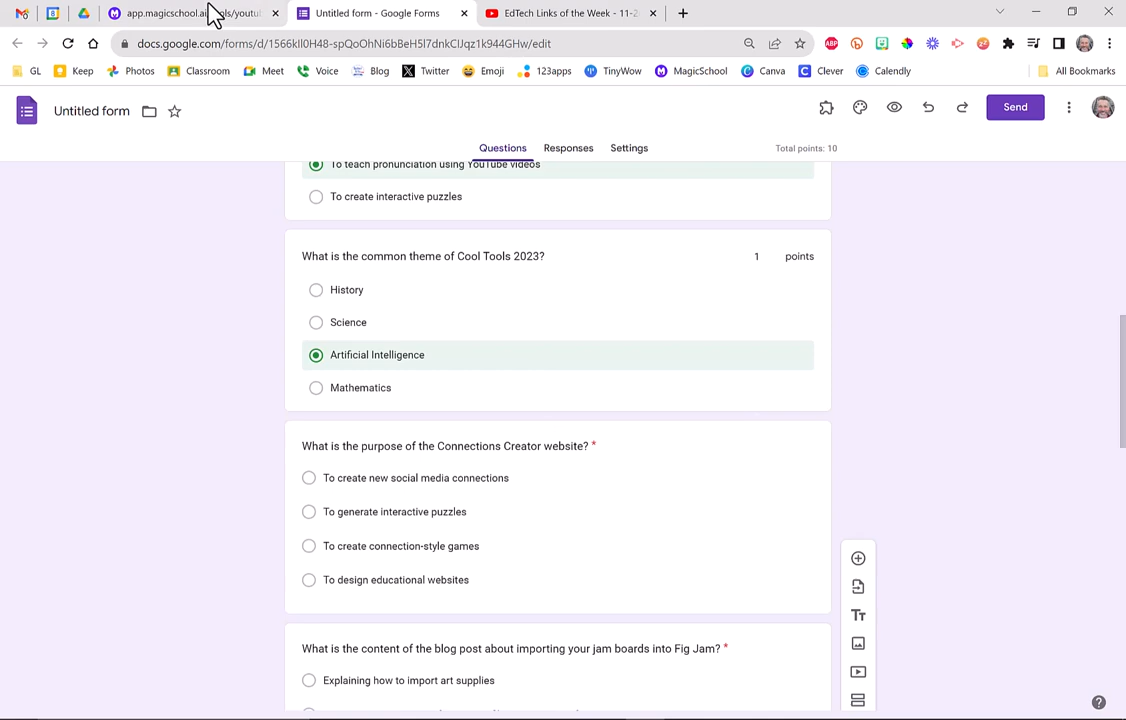 app.magicschool.ai/tools/youtu
Untitled form - Google Forms
EdTech Links of the Week - 11-2
docs.google.com/forms/d/1566kII0H48-spQoOhNi6bBeH5l7dnkCIJqz1k944GHw/edit
ABP
GL
Keep
Photos
Classroom
Meet
Voice
Blog
Twitter
Emoji
123apps
TinyWow
MagicSchool
Canva
Clever
Calendly
All Bookmarks
Untitled form
Send
Questions
Responses
Settings
Total points: 10
To teach pronunciation using YouTube videos
To create interactive puzzles
What is the common theme of Cool Tools 2023?
1 points
History
Science
Artificial Intelligence
Mathematics
What is the purpose of the Connections Creator website? *
To create new social media connections
To generate interactive puzzles
To create connection-style games
To design educational websites
What is the content of the blog post about importing your jam boards into Fig Jam? *
Explaining how to import art supplies